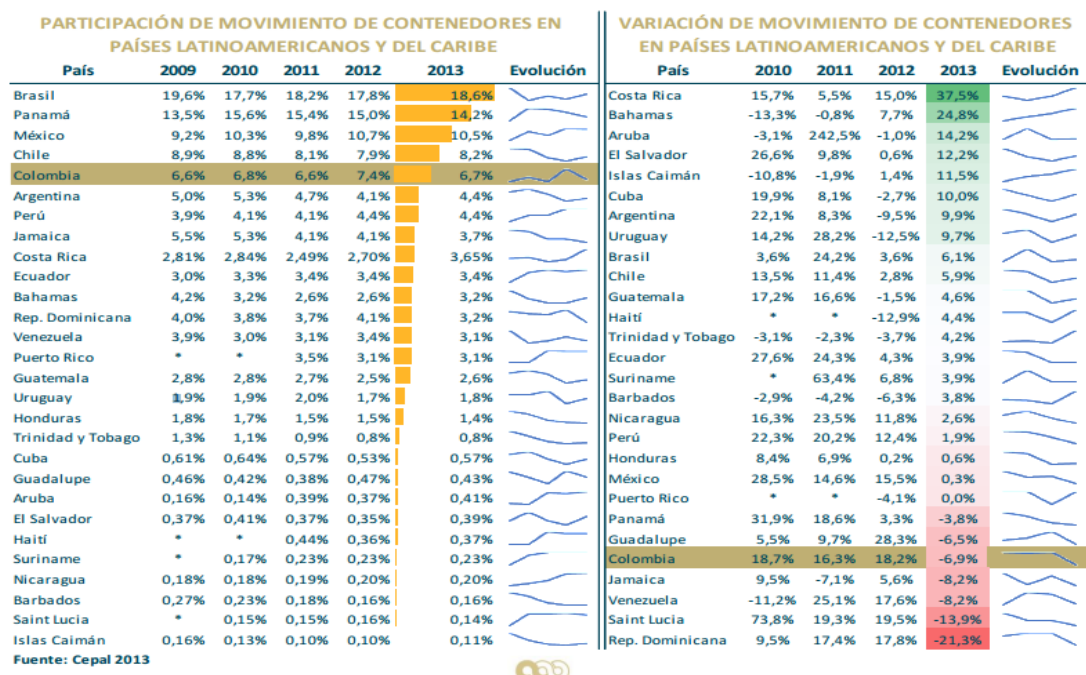 PARTICIPACIÓN DE MOVIMIENTO DE CONTENEDORES EN
PAÍSES LATINOAMERICANOS Y DEL CARIBE
País 2009 2010 2011 2012 2013 Evolución
Brasil 19,6% 17,7% 18,2% 17,8% 18,6%
Panamá 13,5% 15,6% 15,4% 15,0% 14,2%
México 9,2% 10,3% 9,8% 10,7% 10,5%
Chile 8,9% 8,8% 8,1% 7,9% 8,2%
Colombia 6,6% 6,8% 6,6% 7,4% 6,7%
Argentina 5,0% 5,3% 4,7% 4,1% 4,4%
Perú 3,9% 4,1% 4,1% 4,4% 4,4%
Jamaica 5,5% 5,3% 4,1% 4,1% 3,7%
Costa Rica 2,81% 2,84% 2,49% 2,70% 3,65%
Ecuador 3,0% 3,3% 3,4% 3,4% 3,4%
Bahamas 4,2% 3,2% 2,6% 2,6% 3,2%
Rep. Dominicana 4,0% 3,8% 3,7% 4,1% 3,2%
Venezuela 3,9% 3,0% 3,1% 3,4% 3,1%
Puerto Rico * * 3,5% 3,1% 3,1%
Guatemala 2,8% 2,8% 2,7% 2,5% 2,6%
Uruguay 1,9% 1,9% 2,0% 1,7% 1,8%
Honduras 1,8% 1,7% 1,5% 1,5% 1,4%
Trinidad y Tobago 1,3% 1,1% 0,9% 0,8% 0,8%
Cuba 0,61% 0,64% 0,57% 0,53% 0,57%
Guadalupe 0,46% 0,42% 0,38% 0,47% 0,43%
Aruba 0,16% 0,14% 0,39% 0,37% 0,41%
El Salvador 0,37% 0,41% 0,37% 0,35% 0,39%
Haití * * 0,44% 0,36% 0,37%
Suriname * 0,17% 0,23% 0,23% 0,23%
Nicaragua 0,18% 0,18% 0,19% 0,20% 0,20%
Barbados 0,27% 0,23% 0,18% 0,16% 0,16%
Saint Lucia * 0,15% 0,15% 0,16% 0,14%
Islas Caimán 0,16% 0,13% 0,10% 0,10% 0,11%
Fuente: Cepal 2013
VARIACIÓN DE MOVIMIENTO DE CONTENEDORES
EN PAÍSES LATINOAMERICANOS Y DEL CARIBE
País 2010 2011 2012 2013 Evolución
Costa Rica 15,7% 5,5% 15,0% 37,5%
Bahamas -13,3% -0,8% 7,7% 24,8%
Aruba -3,1% 242,5% -1,0% 14,2%
El Salvador 26,6% 9,8% 0,6% 12,2%
Islas Caimán -10,8% -1,9% 1,4% 11,5%
Cuba 19,9% 8,1% -2,7% 10,0%
Argentina 22,1% 8,3% -9,5% 9,9%
Uruguay 14,2% 28,2% -12,5% 9,7%
Brasil 3,6% 24,2% 3,6% 6,1%
Chile 13,5% 11,4% 2,8% 5,9%
Guatemala 17,2% 16,6% -1,5% 4,6%
Haití * * -12,9% 4,4%
Trinidad y Tobago -3,1% -2,3% -3,7% 4,2%
Ecuador 27,6% 24,3% 4,3% 3,9%
Suriname * 63,4% 6,8% 3,9%
Barbados -2,9% -4,2% -6,3% 3,8%
Nicaragua 16,3% 23,5% 11,8% 2,6%
Perú 22,3% 20,2% 12,4% 1,9%
Honduras 8,4% 6,9% 0,2% 0,6%
México 28,5% 14,6% 15,5% 0,3%
Puerto Rico * * -4,1% 0,0%
Panamá 31,9% 18,6% 3,3% -3,8%
Guadalupe 5,5% 9,7% 28,3% -6,5%
Colombia 18,7% 16,3% 18,2% -6,9%
Jamaica 9,5% -7,1% 5,6% -8,2%
Venezuela -11,2% 25,1% 17,6% -8,2%
Saint Lucia 73,8% 19,3% 19,5% -13,9%
Rep. Dominicana 9,5% 17,4% 17,8% -21,3%